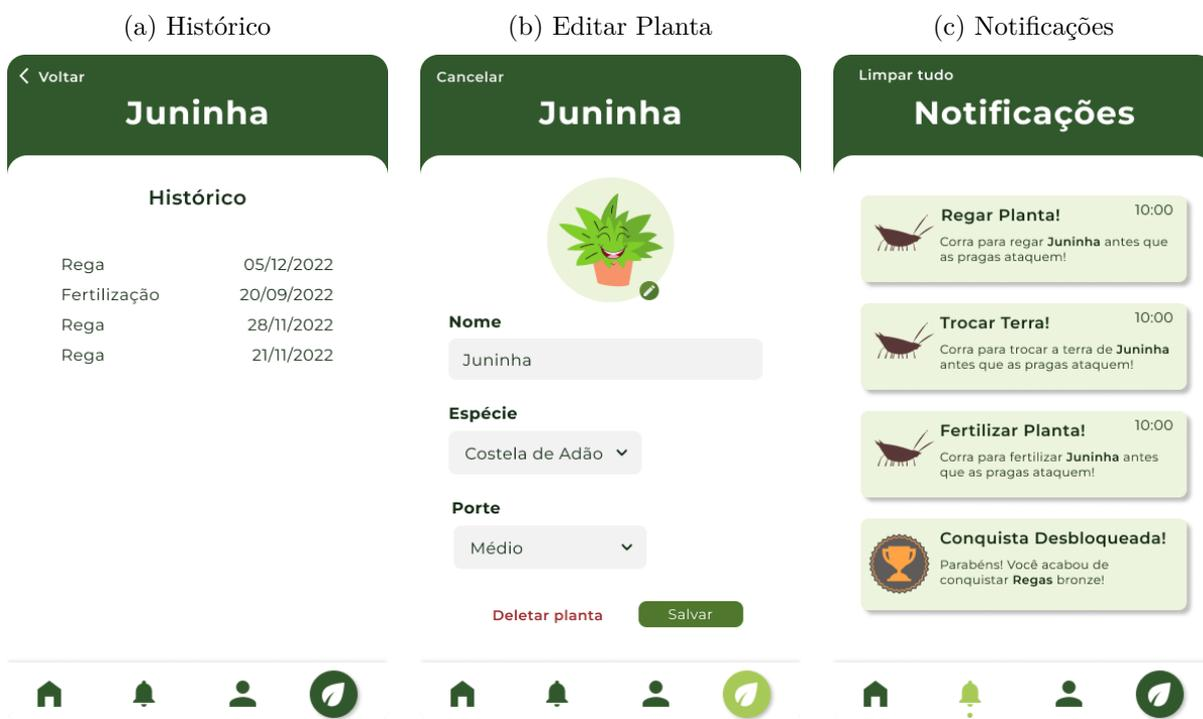 (a) Histórico
Voltar
Juninha
Histórico
Rega 05/12/2022
Fertilização 20/09/2022
Rega 28/11/2022
Rega 21/11/2022
(b) Editar Planta
Cancelar
Juninha
Nome
Juninha
Espécie
Costela de Adão
Porte
Médio
Deletar planta Salvar
(c) Notificações
Limpar tudo
Notificações
Regar Planta! 10:00
Corra para regar Juninha antes que
as pragas ataquem!
Trocar Terra! 10:00
Corra para trocar a terra de Juninha
antes que as pragas ataquem!
Fertilizar Planta! 10:00
Corra para fertilizar Juninha antes
que as pragas ataquem!
Conquista Desbloqueada!
Parabéns! Você acabou de
conquistar Regas bronze!